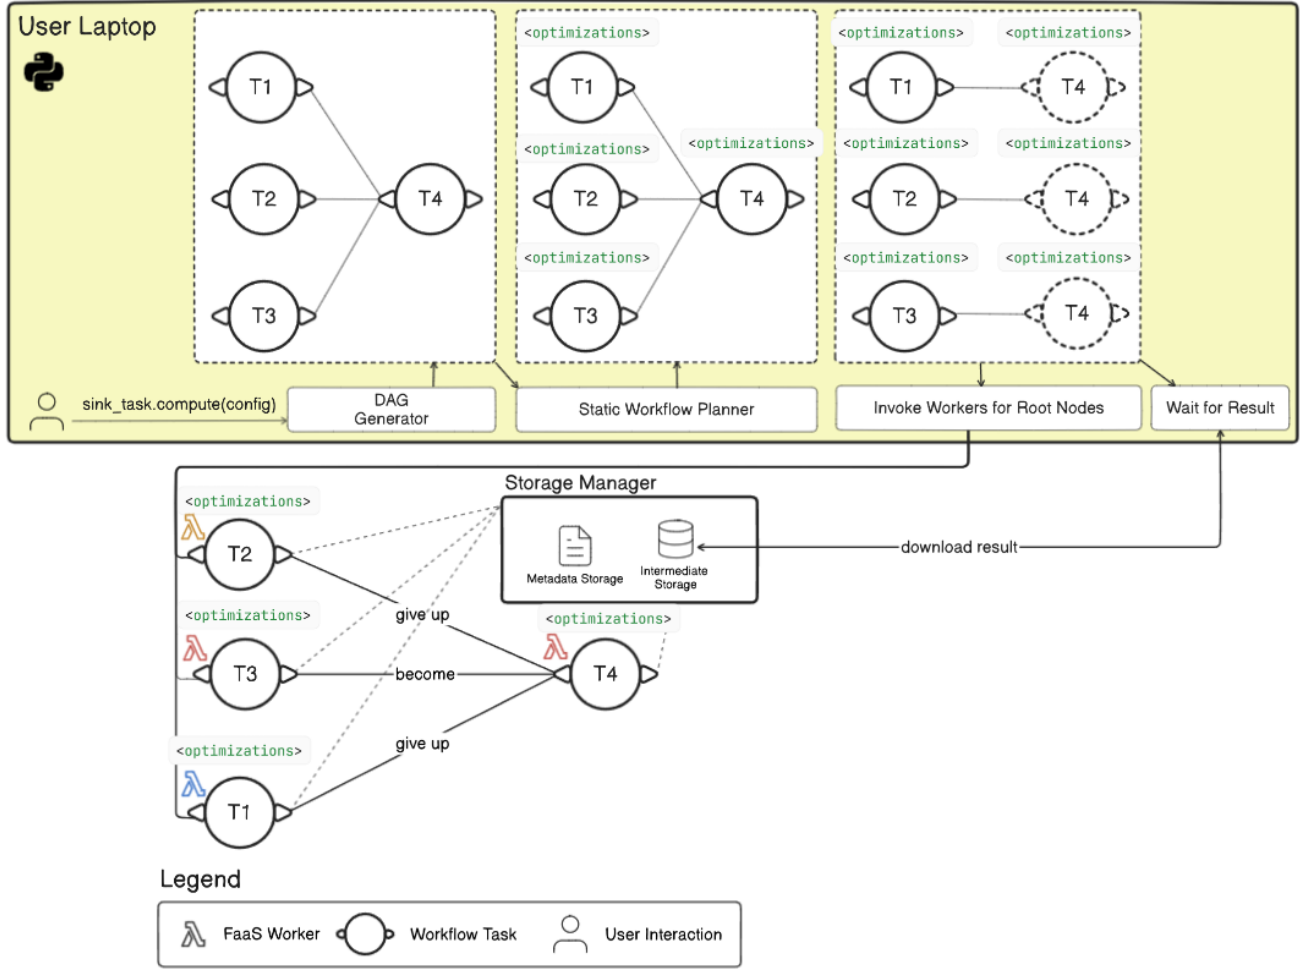 User Laptop
T1
T2
T3
T4
<optimizations>
T1
<optimizations>
T2
<optimizations>
T3
<optimizations>
T4
<optimizations>
<optimizations>
T1
T4
<optimizations>
<optimizations>
T2
T4
<optimizations>
<optimizations>
T3
T4
sink_task.compute(config)
DAG
Generator
Static Workflow Planner
Invoke Workers for Root Nodes
Wait for Result
Storage Manager
Metadata Storage
Intermediate
Storage
download result
<optimizations>
T2
give up
<optimizations>
T3
become
<optimizations>
T4
<optimizations>
T1
give up
Legend
FaaS Worker
Workflow Task
User Interaction